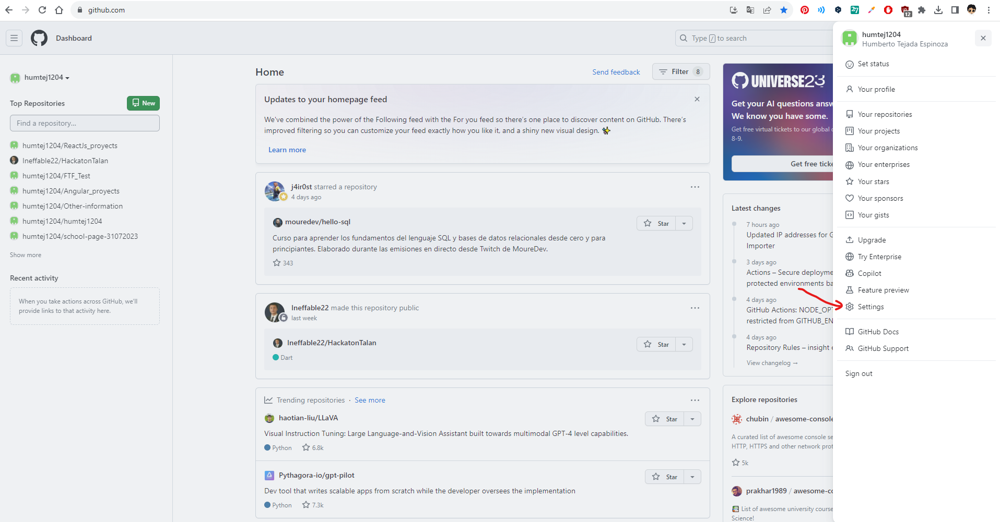 github.com
12
27
Dashboard
Type / to search
humtej1204
Humberto Tejada Espinoza
Set status
Your profile
Your repositories
Your projects
Your organizations
Your enterprises
Your stars
Your sponsors
Your gists
Upgrade
Try Enterprise
Copilot
Feature preview
Settings
GitHub Docs
GitHub Support
Sign out
humtej1204
Top Repositories
New
Find a repository...
humtej1204/ReactJs_proyects
Ineffable22/HackatonTalan
humtej1204/FTF_Test
humtej1204/Angular_proyects
humtej1204/Other-information
humtej1204/humtej1204
humtej1204/school-page-31072023
Show more
Recent activity
When you take actions across GitHub, we'll
provide links to that activity here.
Home
Send feedback
Filter 8
Updates to your homepage feed
We've combined the power of the Following feed with the For you feed so there's one place to discover content on GitHub. There's
improved filtering so you can customize your feed exactly how you like it, and a shiny new visual design. ✨
Learn more
j4ir0st starred a repository
4 days ago
mouredev/hello-sql
Star
Curso para aprender los fundamentos del lenguaje SQL y bases de datos relacionales desde cero y para
principiantes. Elaborado durante las emisiones en directo desde Twitch de MoureDev.
343
Ineffable22 made this repository public
last week
Ineffable22/HackatonTalan
Star
Dart
Trending repositories · See more
haotian-liu/LLaVA
Star
Visual Instruction Tuning: Large Language-and-Vision Assistant built towards multimodal GPT-4 level capabilities.
Python 6.8k
Pythagora-io/gpt-pilot
Star
Dev tool that writes scalable apps from scratch while the developer oversees the implementation
Python 7.3k
UNIVERSE23
Get your AI questions answ
We know you have some.
Get free virtual tickets to our global c
8-9.
Get free ticke
Latest changes
7 hours ago
Updated IP addresses for G
Importer
3 days ago
Actions – Secure deployme
protected environments ba
4 days ago
GitHub Actions: NODE_OPT
restricted from GITHUB_EN
4 days ago
Repository Rules – insight e
View changelog →
Explore repositories
chubin / awesome-console
A curated list of awesome console se
HTTP, HTTPS and other network prot
5k
prakhar1989 / awesome-co
📚 List of awesome university course
Science!